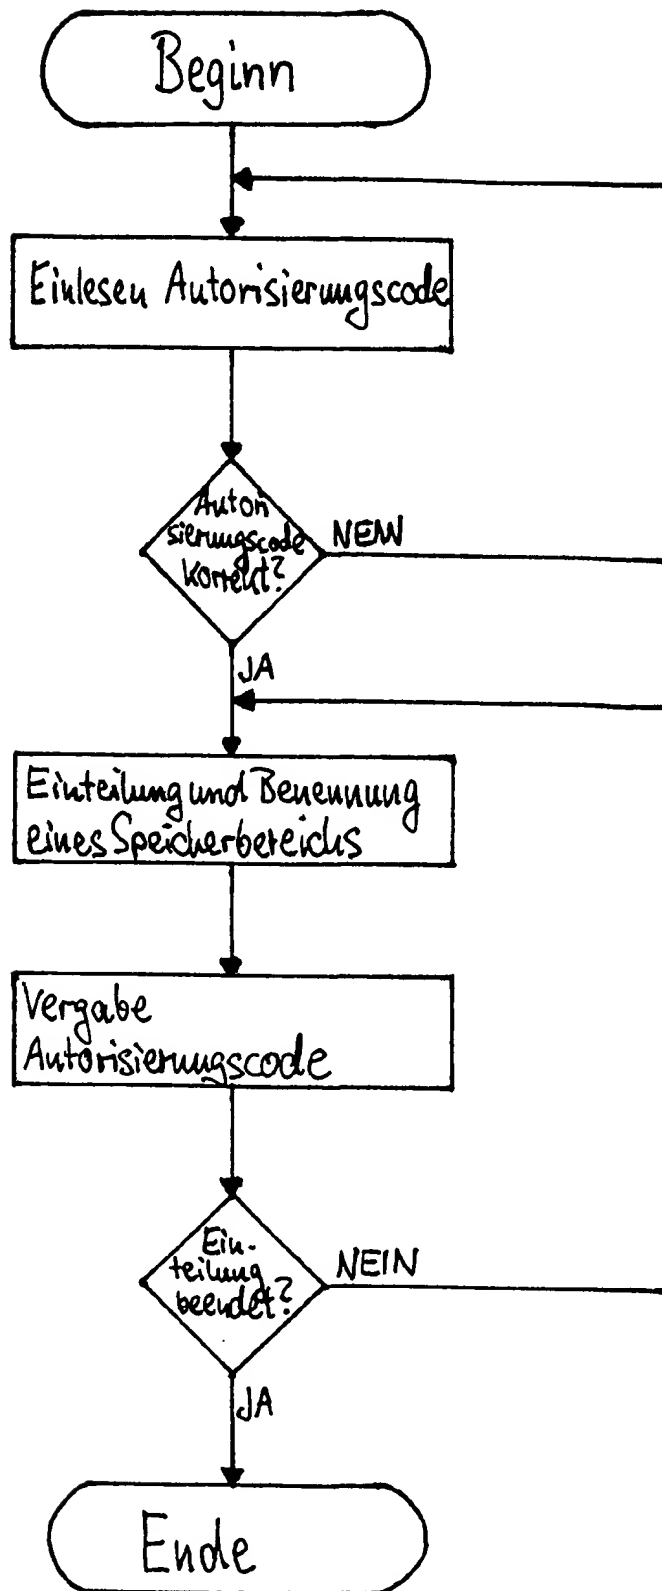 Beginn
Einlesen Autorisierungscode
Autori
sierungscode
korrekt?
NEIN
JA
Einteilung und Benennung
eines Speicherbereichs
Vergabe
Autorisierungscode
Ein-
teilung
beendet?
NEIN
JA
Ende